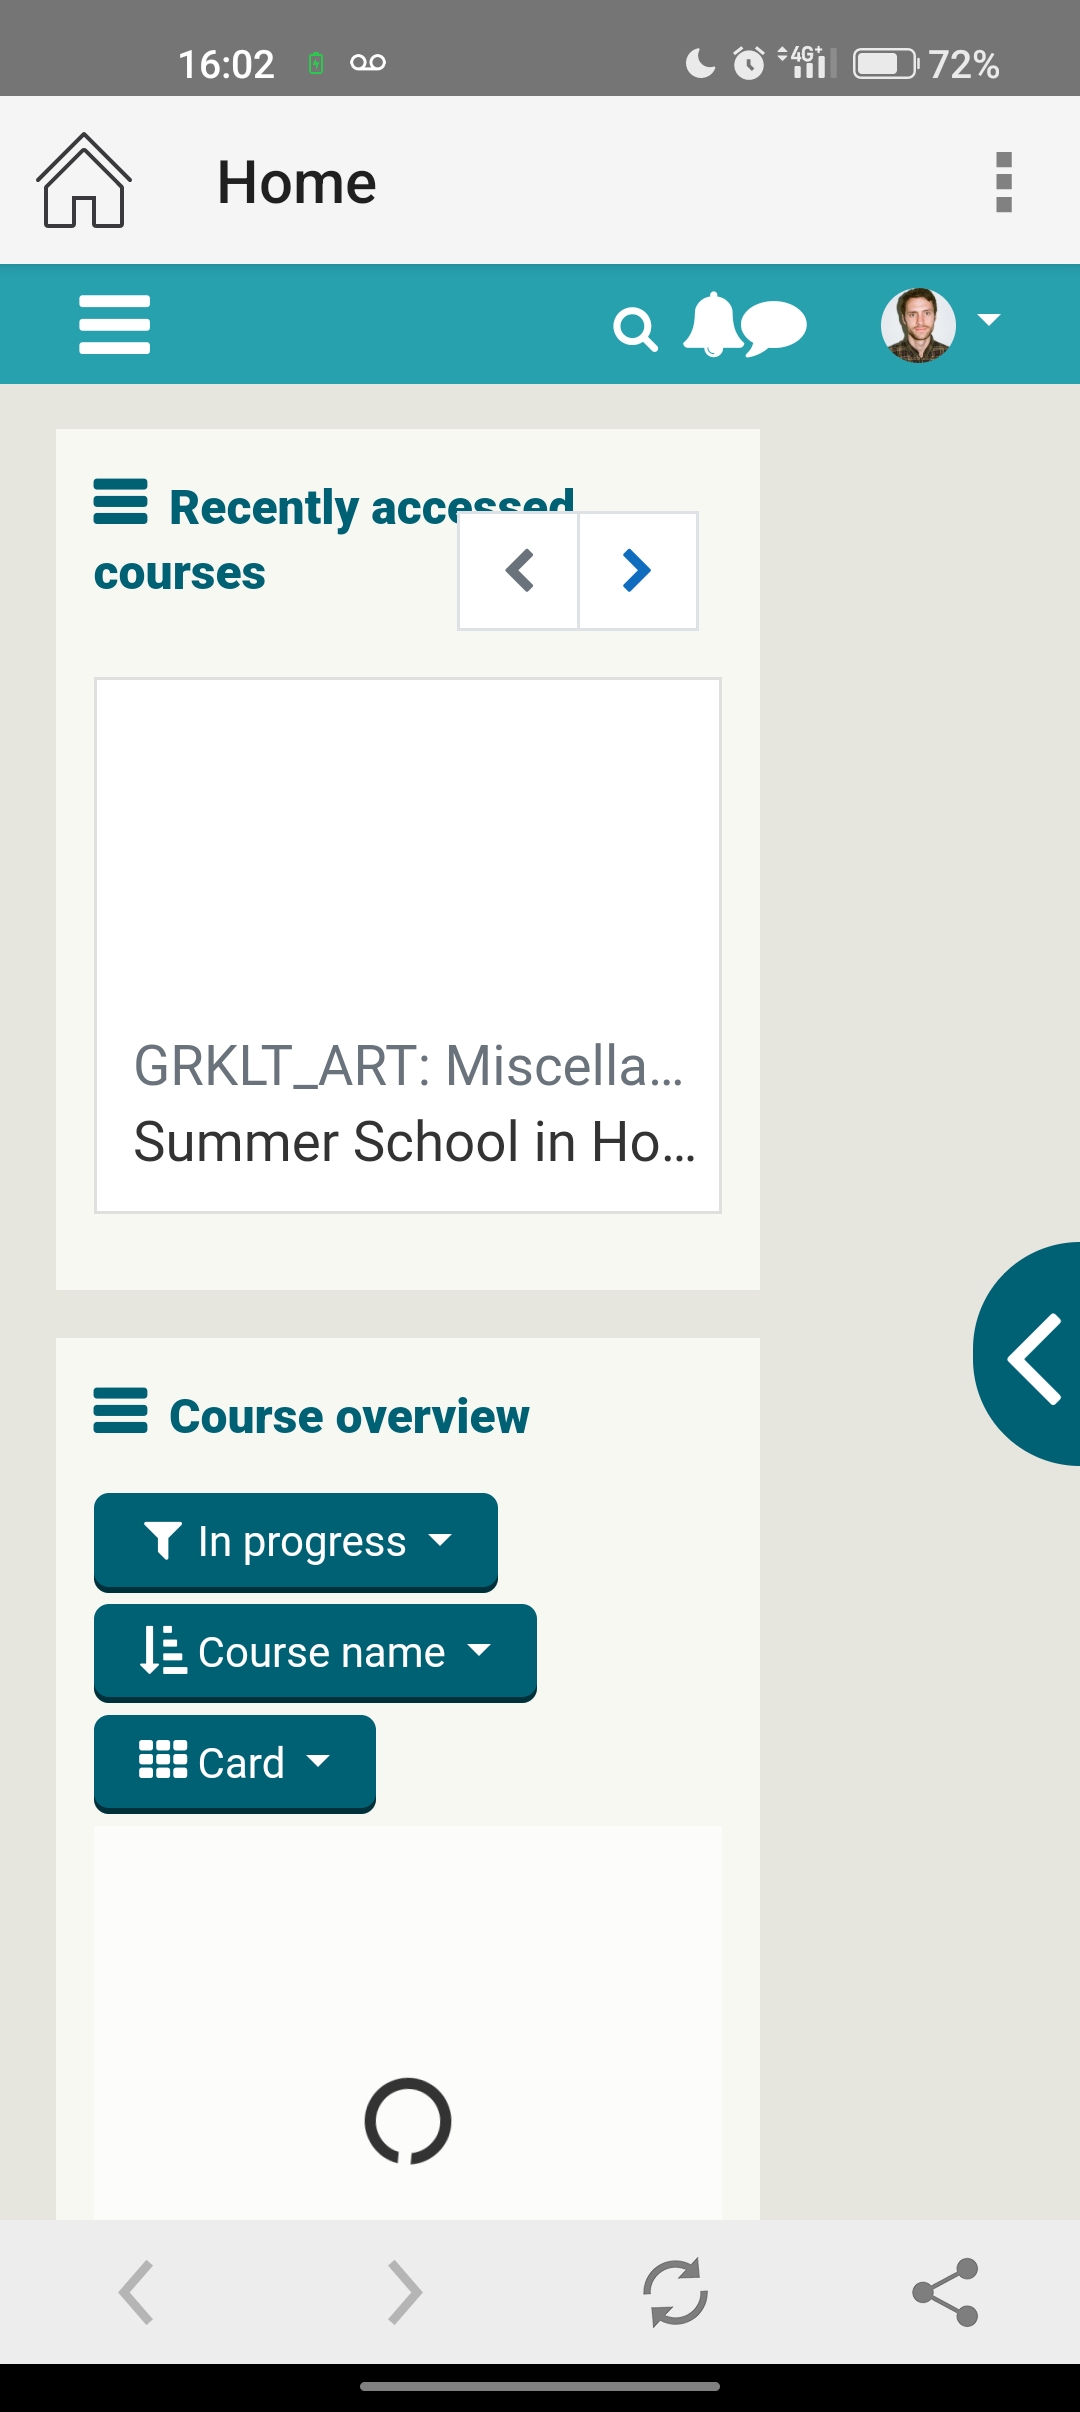 16:02
4G+
72%
Home
Recently accessed
courses
GRKLT_ART: Miscella...
Summer School in Ho...
Course overview
In progress
Course name
Card